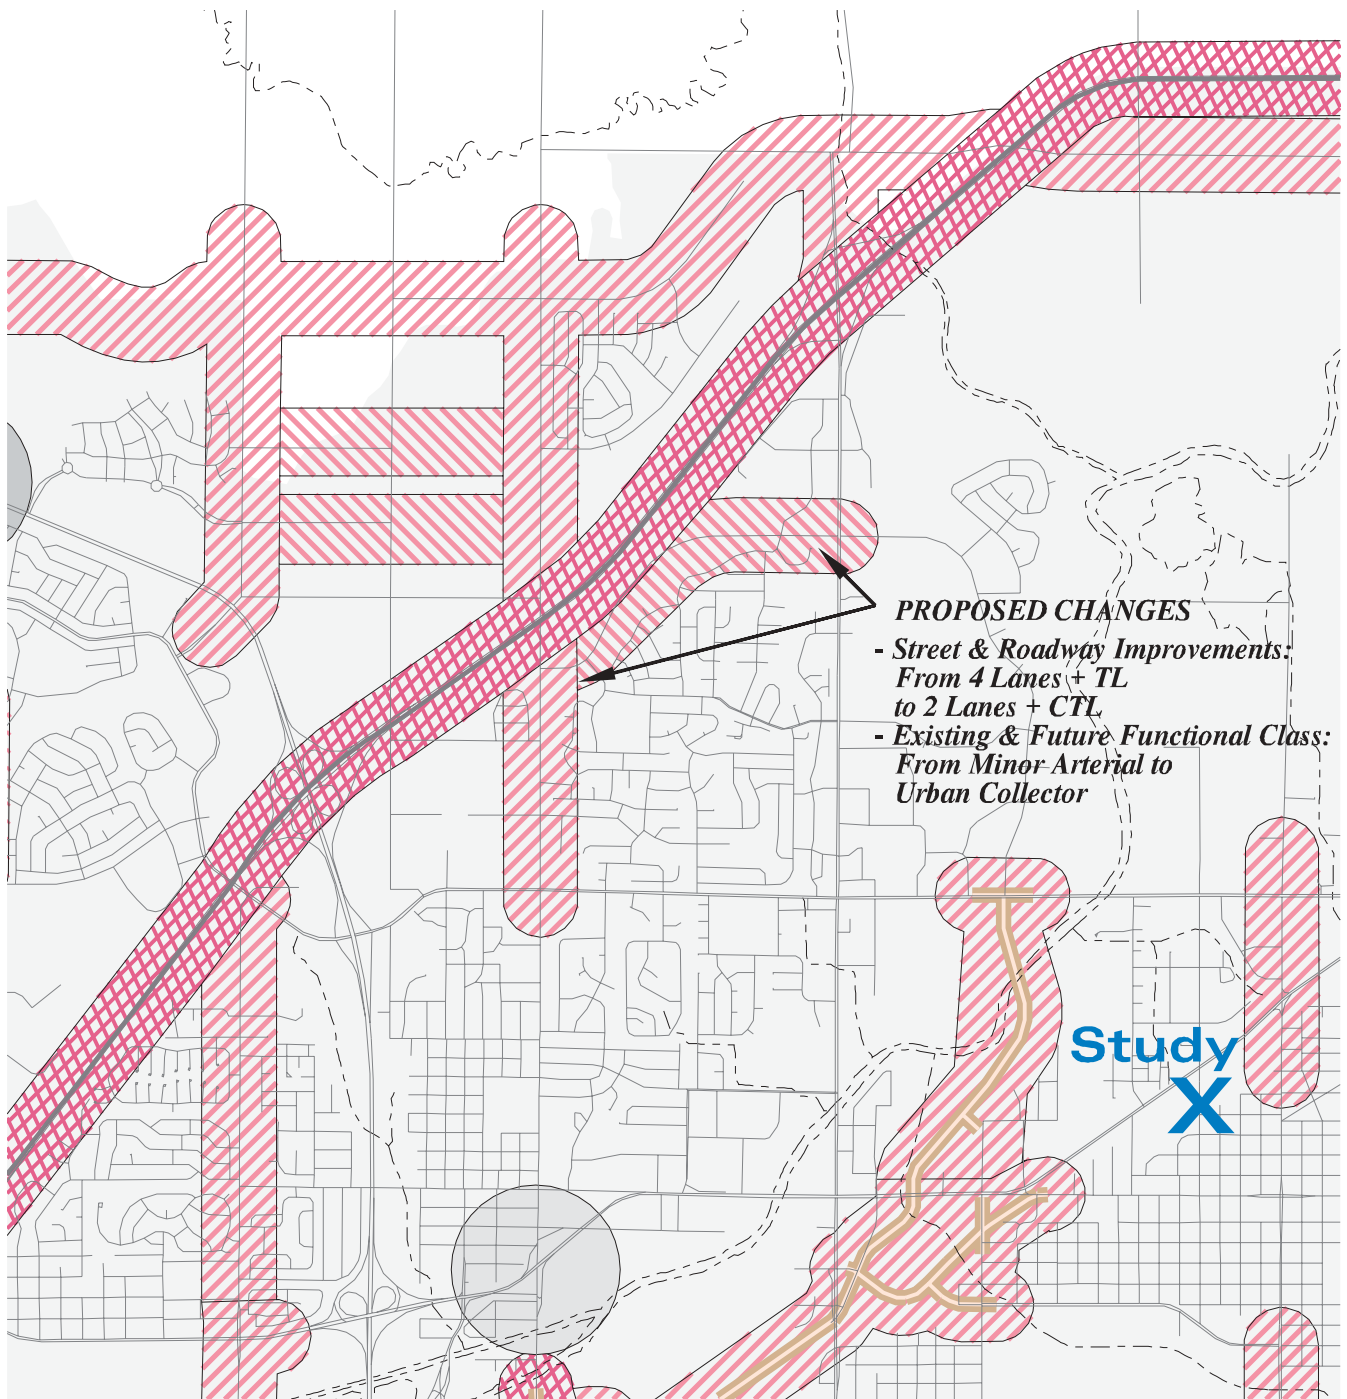 PROPOSED CHANGES
- Street & Roadway Improvements:
From 4 Lanes + TL
to 2 Lanes + CTL
- Existing & Future Functional Class:
From Minor Arterial to
Urban Collector
Study
X